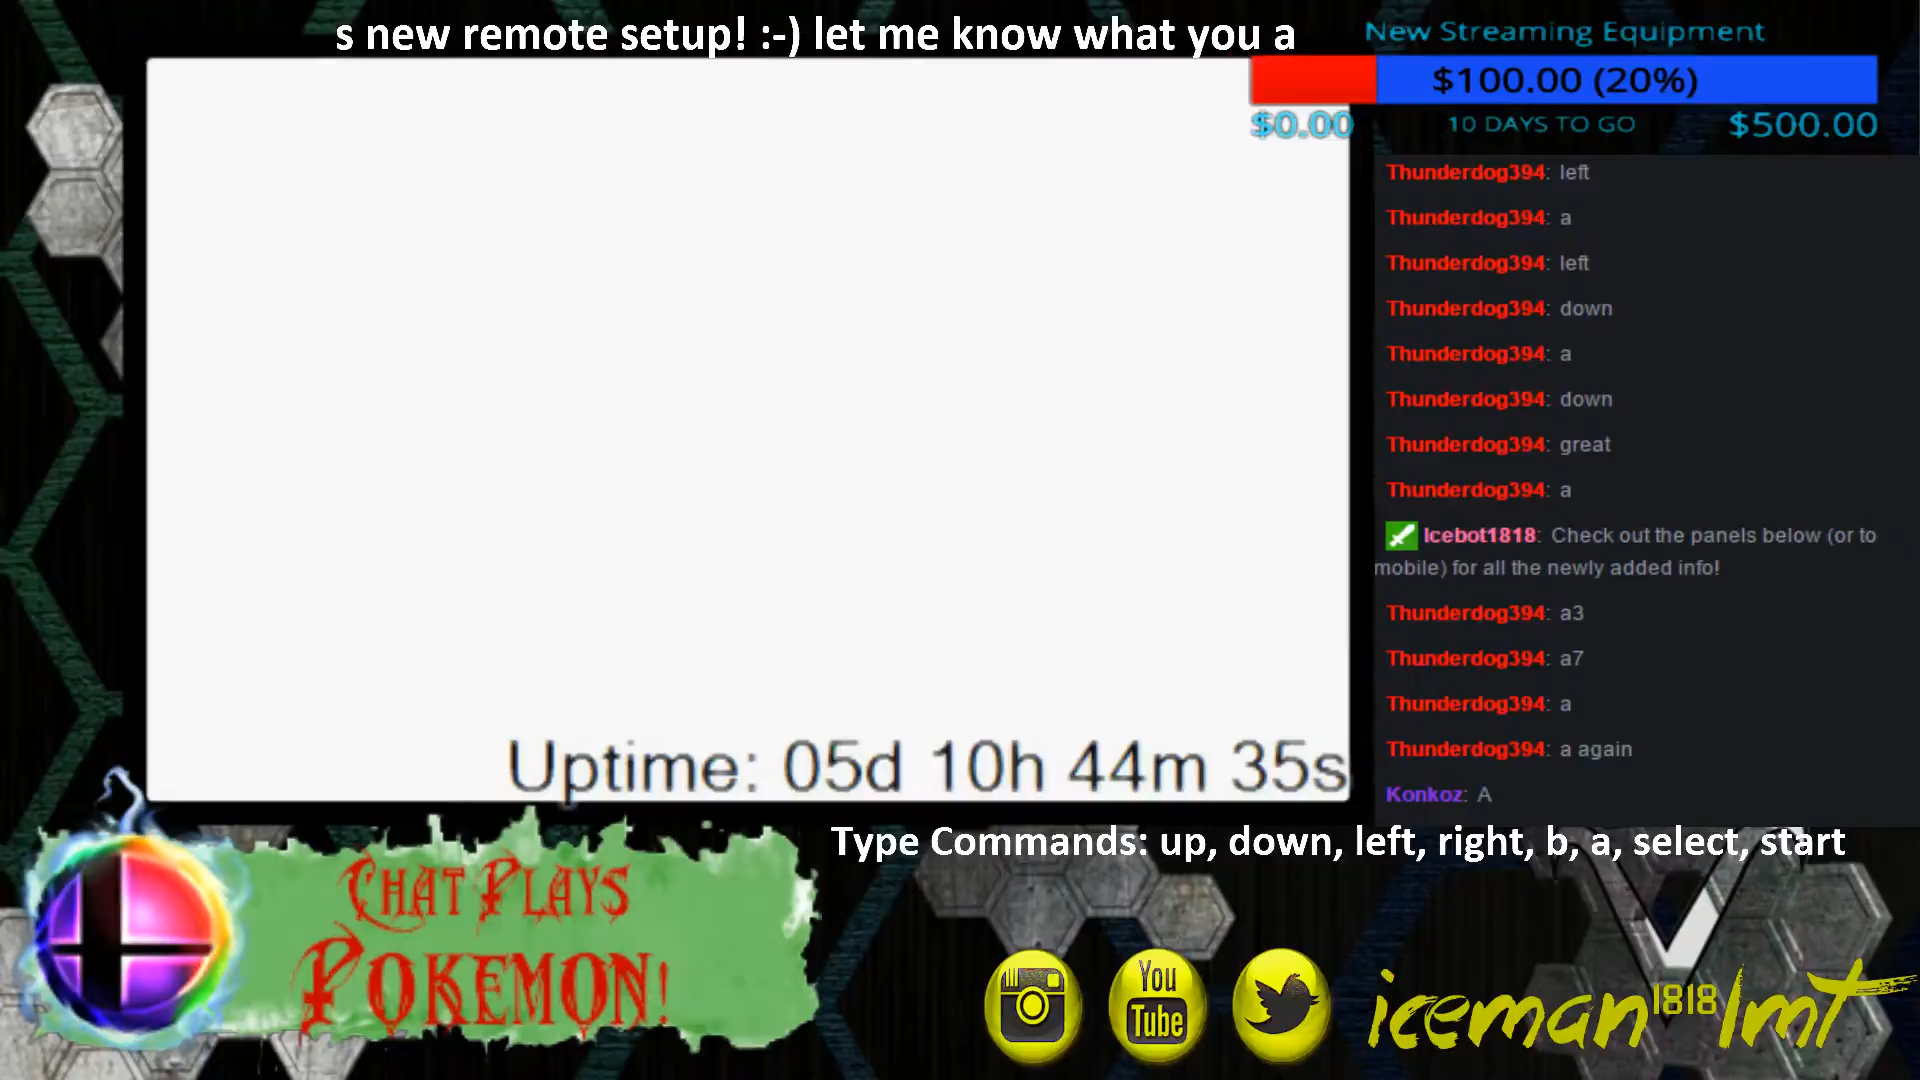 s new remote setup! :-) let me know what you a
New Streaming Equipment
$100.00 (20%)
$0.00 10 DAYS TO GO $500.00
Thunderdog394: left
Thunderdog394: a
Thunderdog394: left
Thunderdog394: down
Thunderdog394: a
Thunderdog394: down
Thunderdog394: great
Thunderdog394: a
Icebot1818: Check out the panels below (or to
mobile) for all the newly added info!
Thunderdog394: a3
Thunderdog394: a7
Thunderdog394: a
Thunderdog394: a again
Konkoz: A
Uptime: 05d 10h 44m 35s
Type Commands: up, down, left, right, b, a, select, start
Chat Plays
Pokemon!
You
Tube
iceman1818lmt